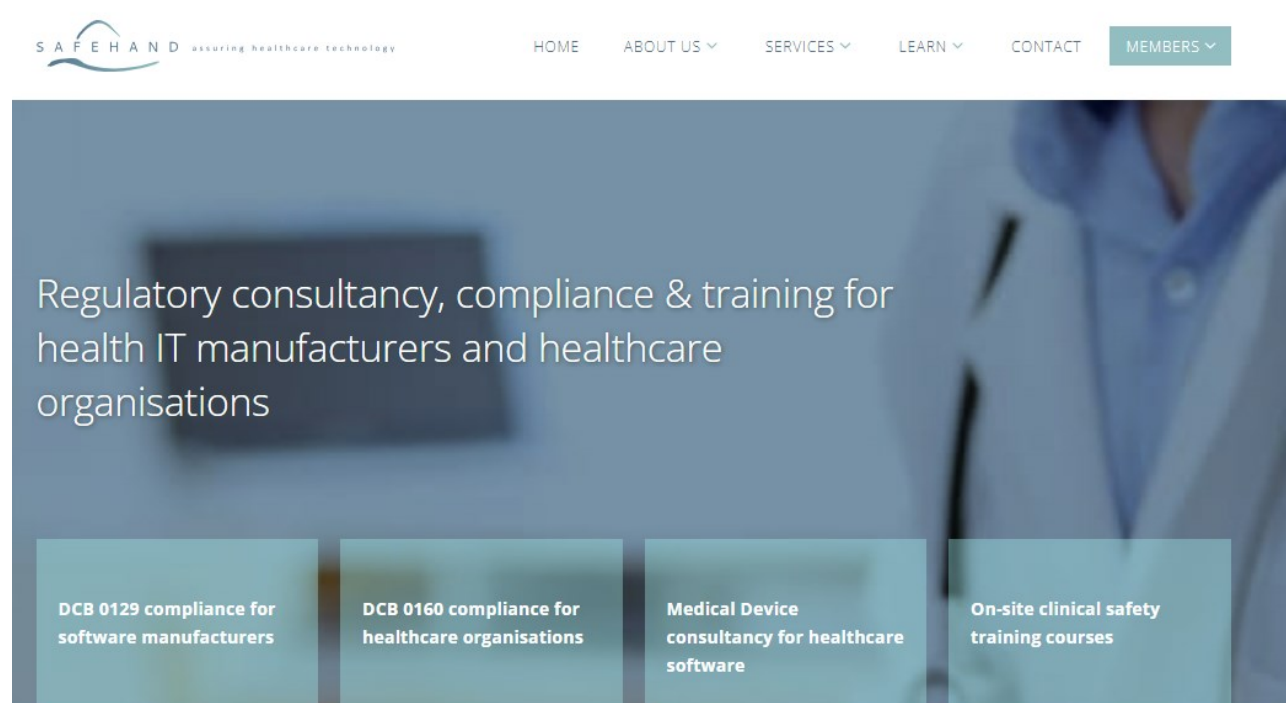 SAFEHAND assuring healthcare technology
HOME ABOUT US SERVICES LEARN CONTACT MEMBERS
Regulatory consultancy, compliance & training for
health IT manufacturers and healthcare
organisations
DCB 0129 compliance for
software manufacturers
DCB 0160 compliance for
healthcare organisations
Medical Device
consultancy for healthcare
software
On-site clinical safety
training courses